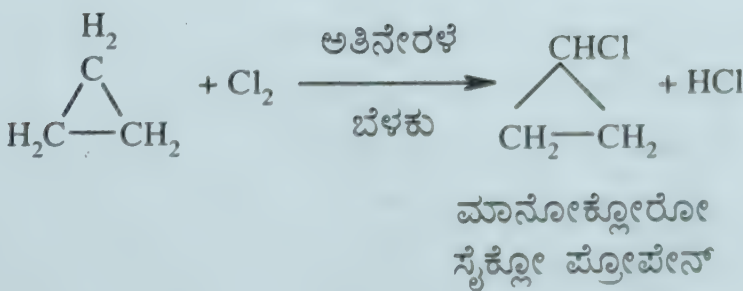 H₂
C
H₂C — CH₂ + Cl₂ ಅತಿನೇರಳೆ ಬೆಳಕು → CHCl CH₂—CH₂ + HCl
ಮಾನೋಕ್ಲೋರೋ
ಸೈಕ್ಲೋ ಪ್ರೋಪೇನ್